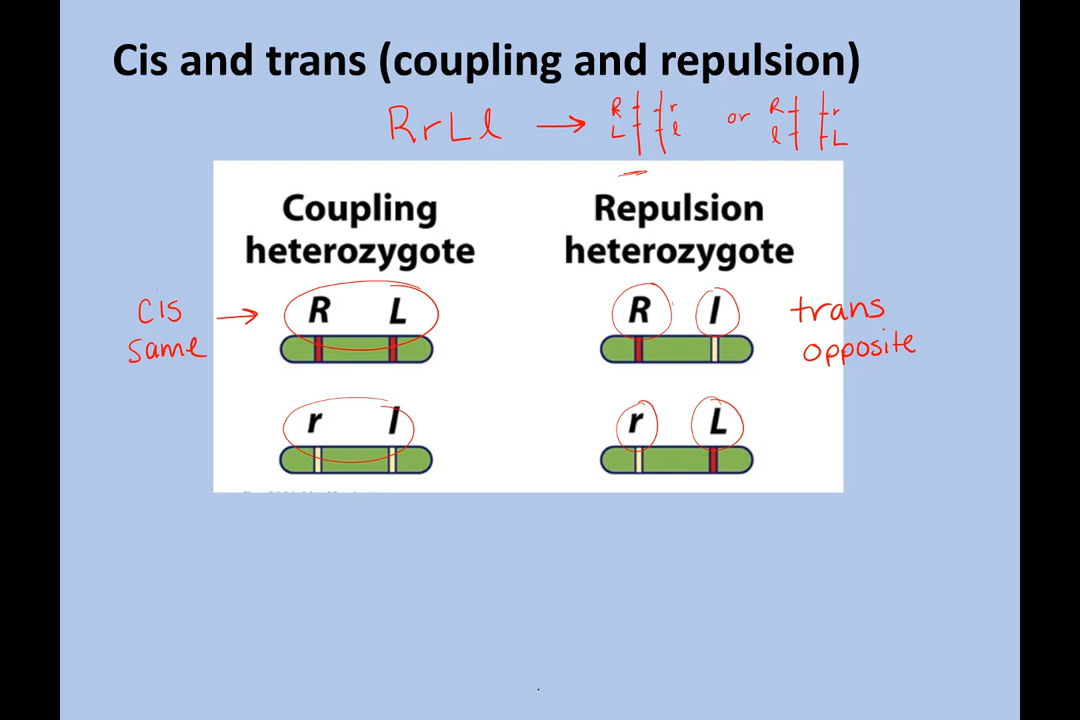 Cis and trans (coupling and repulsion)
RrLl → R L r l or R l r L
Coupling heterozygote
Repulsion heterozygote
cis → same
R L
r l
R l
r L
trans opposite